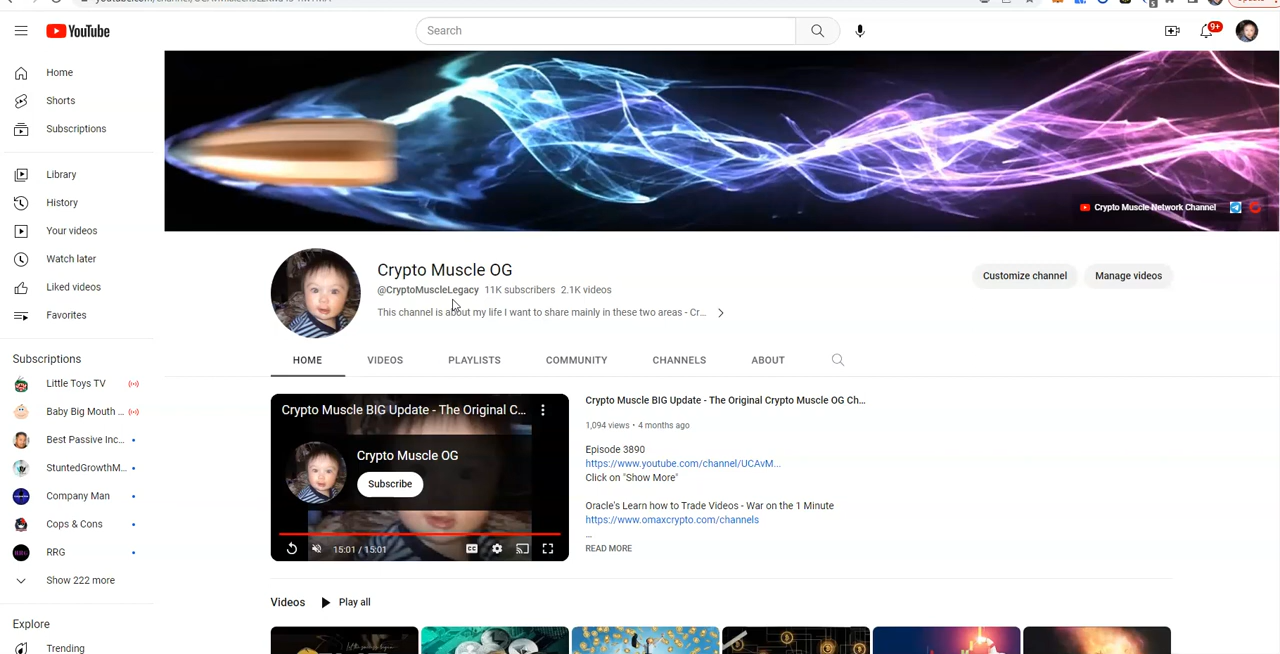 YouTube
Search
9+
Home
Shorts
Subscriptions
Library
History
Your videos
Watch later
Liked videos
Favorites
Subscriptions
Little Toys TV
Baby Big Mouth ...
Best Passive Inc...
StuntedGrowthM...
Company Man
Cops & Cons
RRG
Show 222 more
Explore
Trending
Crypto Muscle Network Channel
Crypto Muscle OG
@CryptoMuscleLegacy 11K subscribers 2.1K videos
This channel is about my life I want to share mainly in these two areas - Cr...
Customize channel
Manage videos
HOME VIDEOS PLAYLISTS COMMUNITY CHANNELS ABOUT
Crypto Muscle BIG Update - The Original C...
Crypto Muscle OG
Subscribe
15:01 / 15:01
CC
Crypto Muscle BIG Update - The Original Crypto Muscle OG Ch...
1,094 views • 4 months ago
Episode 3890
https://www.youtube.com/channel/UCAvM...
Click on "Show More"
Oracle's Learn how to Trade Videos - War on the 1 Minute
https://www.omaxcrypto.com/channels
...
READ MORE
Videos
Play all